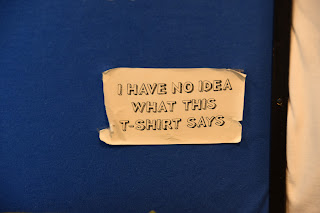 I HAVE NO IDEA
WHAT THIS
T-SHIRT SAYS